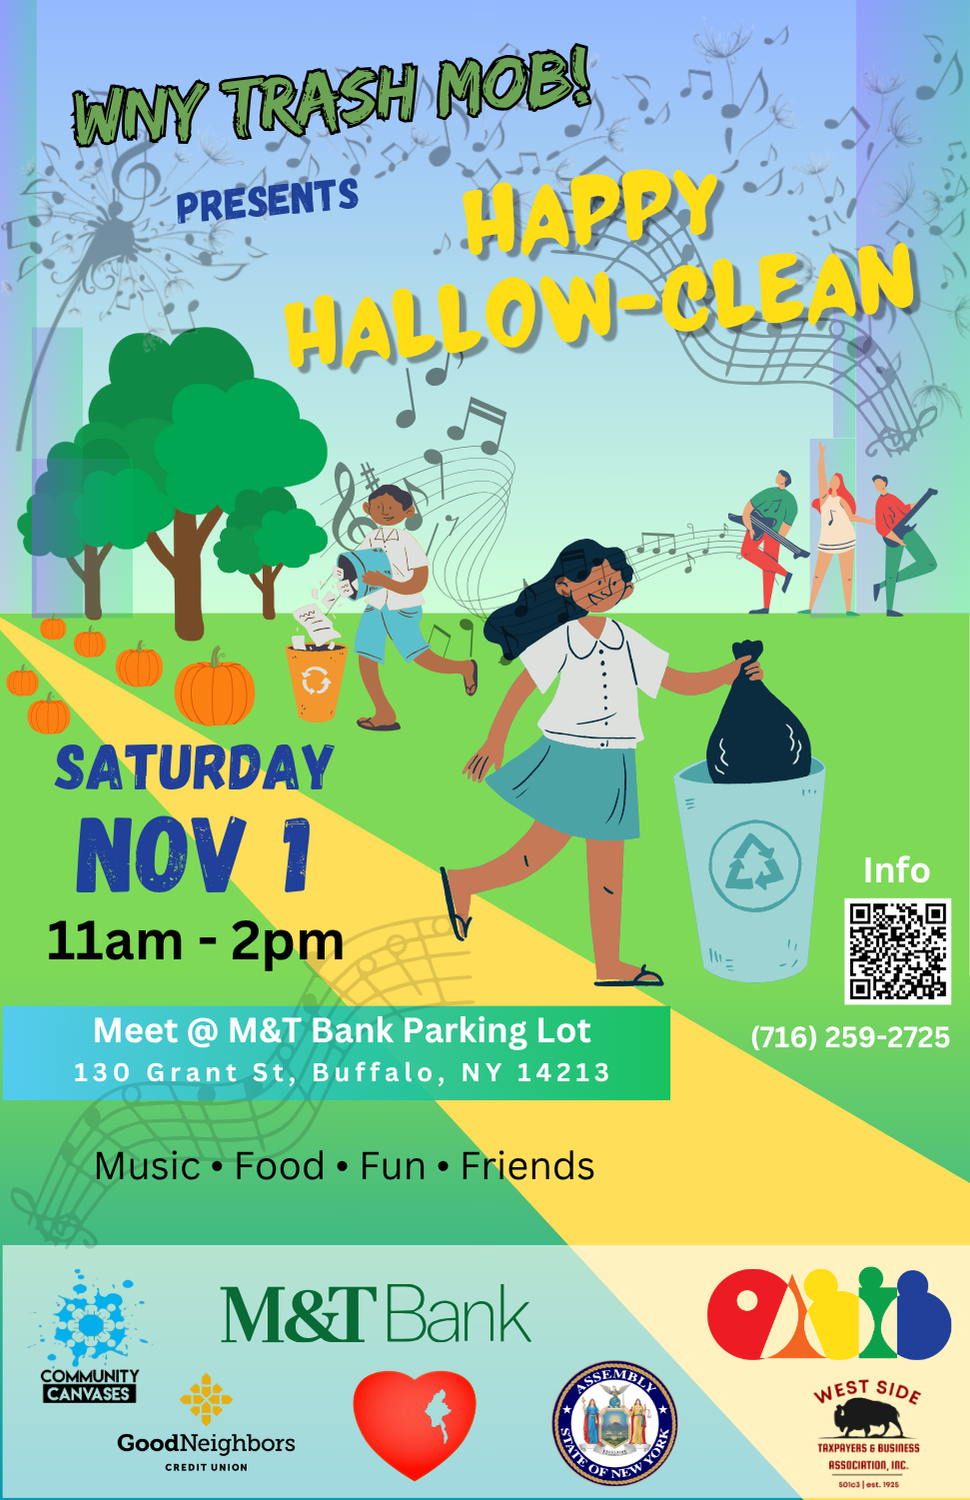 WNY TRASH MOB!
PRESENTS
HAPPY
HALLOW-CLEAN
SATURDAY
NOV 1
11am - 2pm
Info
(716) 259-2725
Meet @ M&T Bank Parking Lot
130 Grant St, Buffalo, NY 14213
Music • Food • Fun • Friends
COMMUNITY
CANVASES
M&T Bank
GoodNeighbors
CREDIT UNION
ASSEMBLY
STATE OF NEW YORK
WEST SIDE
TAXPAYERS & BUSINESS
ASSOCIATION, INC.
501c3 | est. 1925